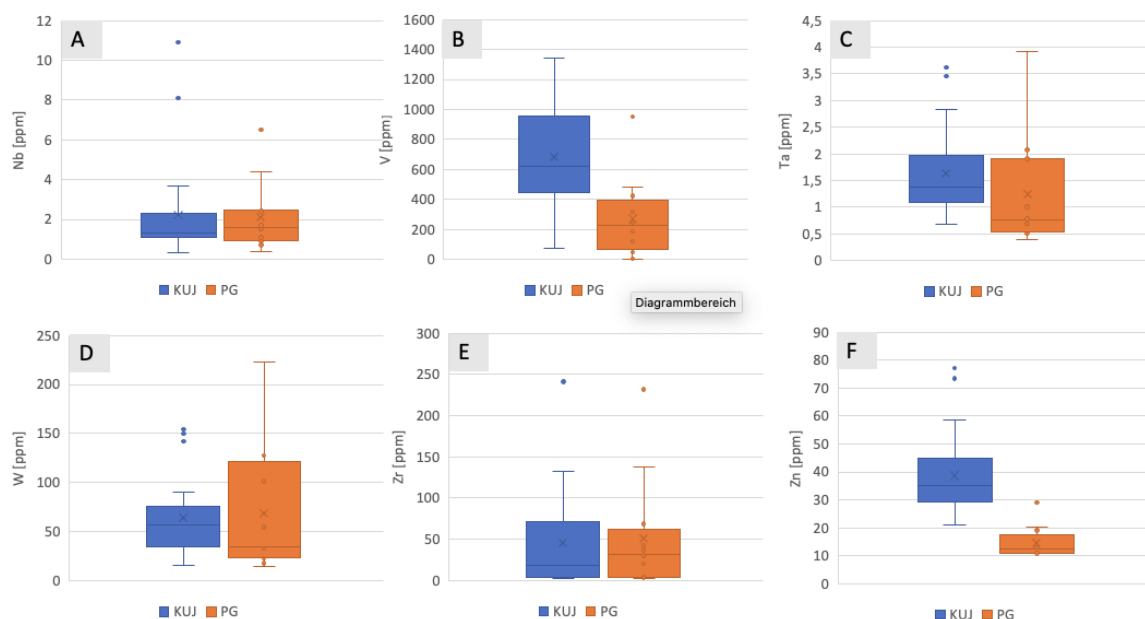 A
Nb [ppm]
12
10
8
6
4
2
0
KUJ PG
B
V [ppm]
1600
1400
1200
1000
800
600
400
200
0
KUJ PG
Diagrammbereich
C
Ta [ppm]
4,5
4
3,5
3
2,5
2
1,5
1
0,5
0
KUJ PG
D
W [ppm]
250
200
150
100
50
0
KUJ PG
E
Zr [ppm]
300
250
200
150
100
50
0
KUJ PG
F
Zn [ppm]
90
80
70
60
50
40
30
20
10
0
KUJ PG